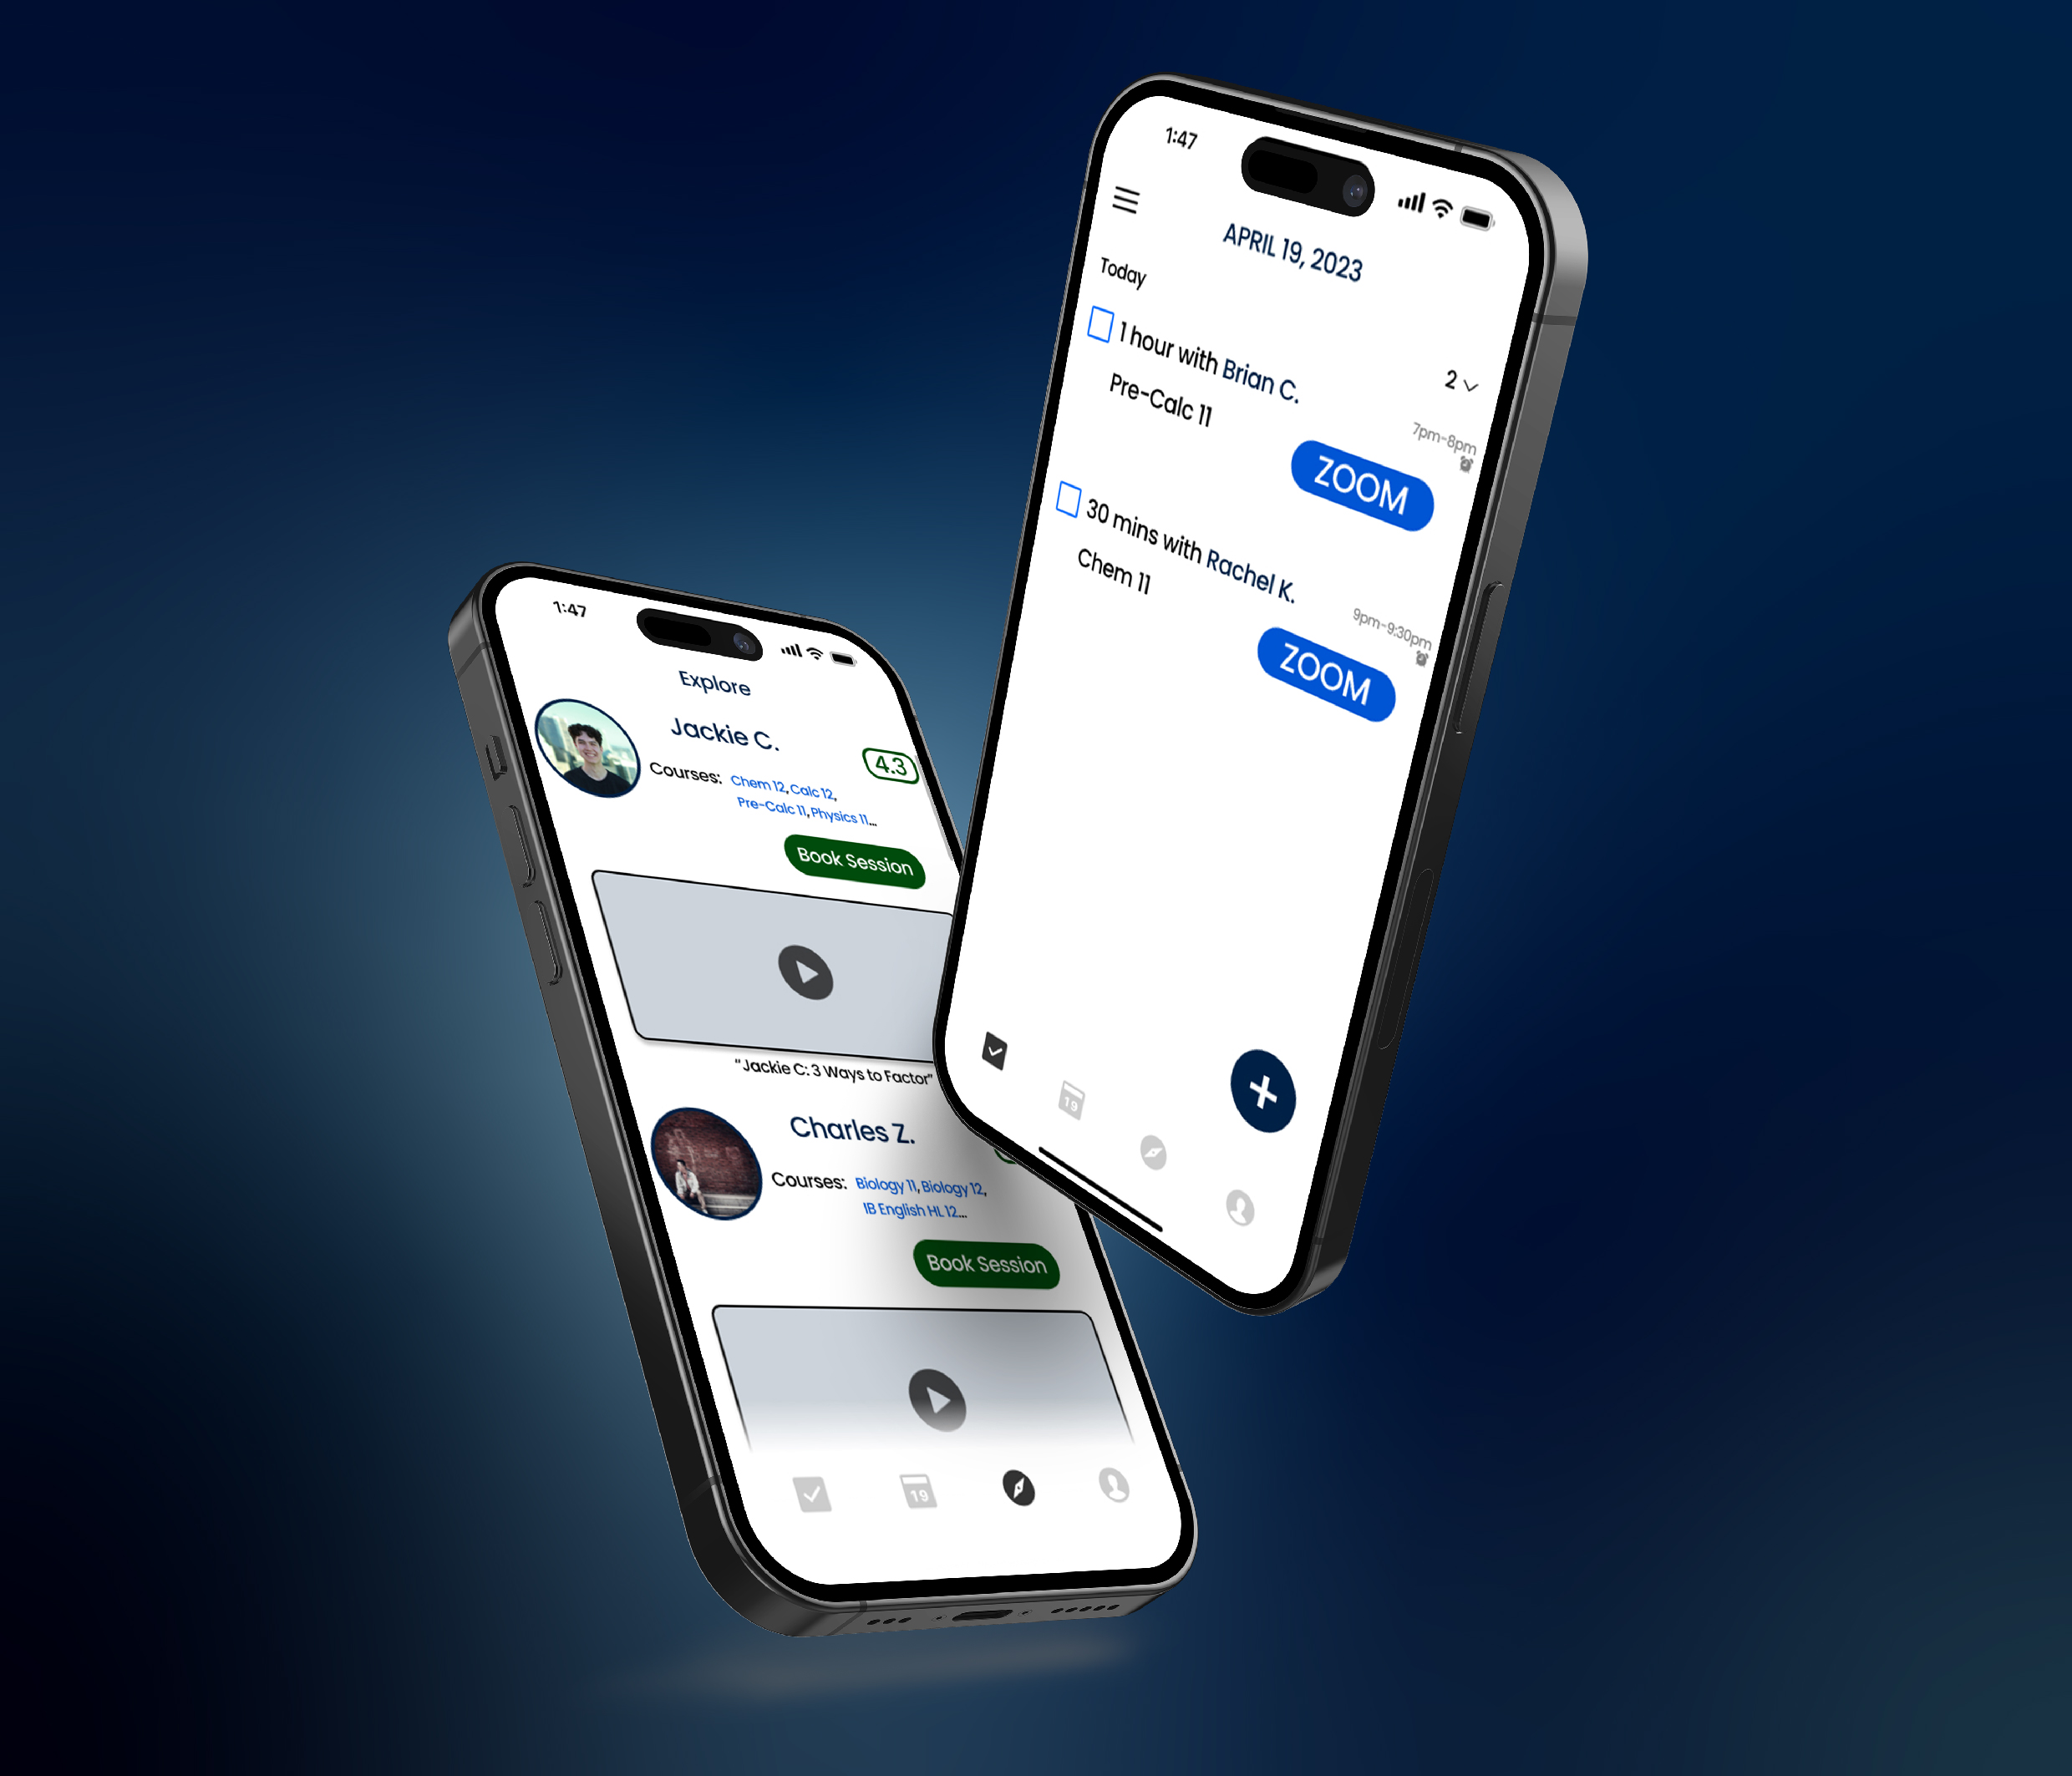 1:47
APRIL 19, 2023
Today
1 hour with Brian C.
2
Pre-Calc 11
7pm-8pm
ZOOM
30 mins with Rachel K.
Chem 11
9pm-9:30pm
ZOOM
19
1:47
Explore
Jackie C.
4.3
Courses: Chem 12, Calc 12,
Pre-Calc 11, Physics 11...
Book Session
"Jackie C: 3 Ways to Factor"
Charles Z.
Courses: Biology 11, Biology 12,
IB English HL 12...
Book Session
19